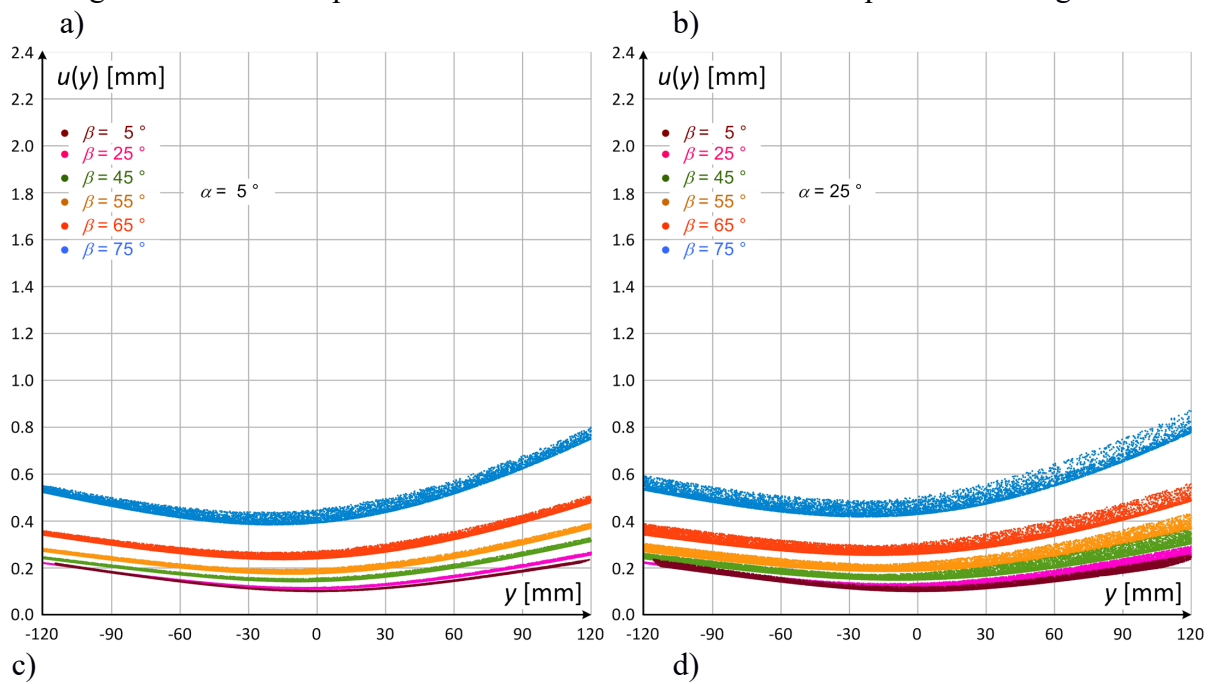 a)
2.4
2.2
2.0
1.8
1.6
1.4
1.2
1.0
0.8
0.6
0.4
0.2
0.0
u(y) [mm]
β = 5 °
β = 25 °
β = 45 °
β = 55 °
β = 65 °
β = 75 °
α = 5 °
y [mm]
-120 -90 -60 -30 0 30 60 90 120
b)
2.4
2.2
2.0
1.8
1.6
1.4
1.2
1.0
0.8
0.6
0.4
0.2
0.0
u(y) [mm]
β = 5 °
β = 25 °
β = 45 °
β = 55 °
β = 65 °
β = 75 °
α = 25 °
y [mm]
-120 -90 -60 -30 0 30 60 90 120
c)
d)